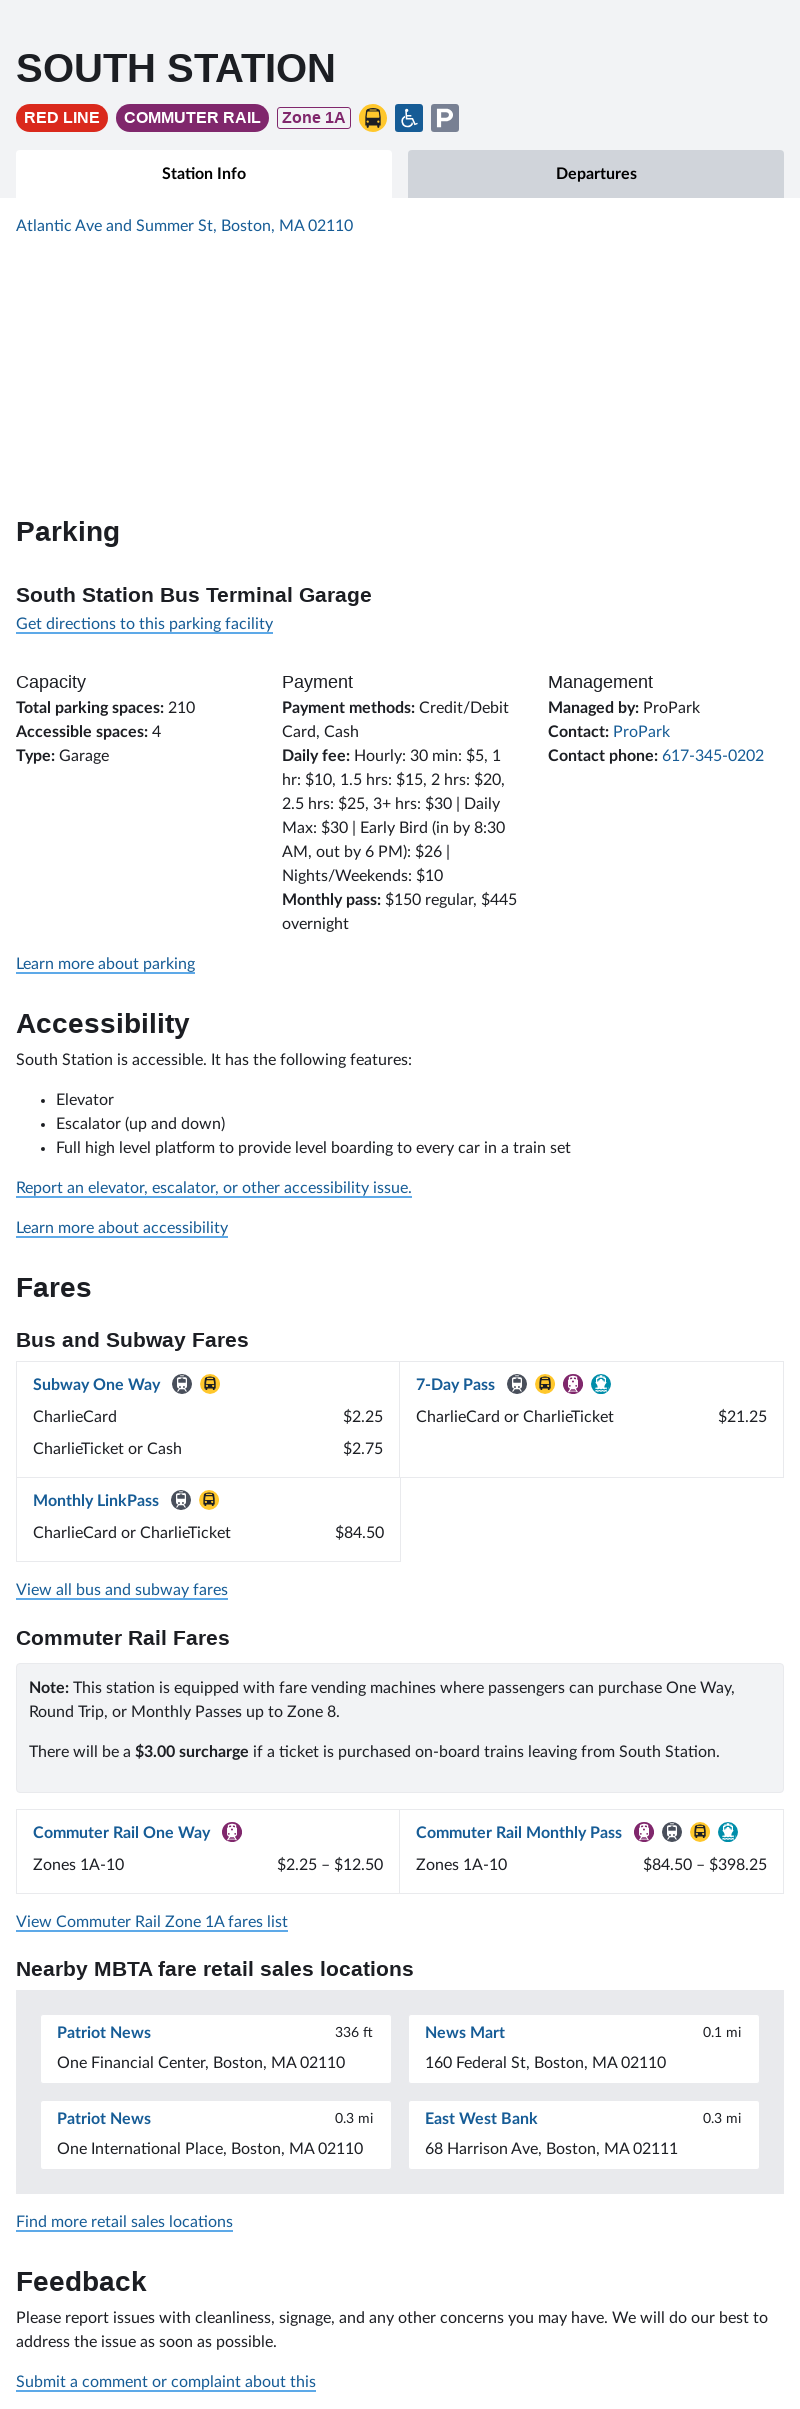 SOUTH STATION
RED LINE COMMUTER RAIL Zone 1A P
Station Info Departures
Atlantic Ave and Summer St, Boston, MA 02110
Parking
South Station Bus Terminal Garage
Get directions to this parking facility
Capacity
Total parking spaces: 210
Accessible spaces: 4
Type: Garage
Payment
Payment methods: Credit/Debit
Card, Cash
Daily fee: Hourly: 30 min: $5, 1
hr: $10, 1.5 hrs: $15, 2 hrs: $20,
2.5 hrs: $25, 3+ hrs: $30 | Daily
Max: $30 | Early Bird (in by 8:30
AM, out by 6 PM): $26 |
Nights/Weekends: $10
Monthly pass: $150 regular, $445
overnight
Management
Managed by: ProPark
Contact: ProPark
Contact phone: 617-345-0202
Learn more about parking
Accessibility
South Station is accessible. It has the following features:
• Elevator
• Escalator (up and down)
• Full high level platform to provide level boarding to every car in a train set
Report an elevator, escalator, or other accessibility issue.
Learn more about accessibility
Fares
Bus and Subway Fares
Subway One Way
CharlieCard $2.25
CharlieTicket or Cash $2.75
7-Day Pass
CharlieCard or CharlieTicket $21.25
Monthly LinkPass
CharlieCard or CharlieTicket $84.50
View all bus and subway fares
Commuter Rail Fares
Note: This station is equipped with fare vending machines where passengers can purchase One Way,
Round Trip, or Monthly Passes up to Zone 8.
There will be a $3.00 surcharge if a ticket is purchased on-board trains leaving from South Station.
Commuter Rail One Way
Zones 1A-10 $2.25 – $12.50
Commuter Rail Monthly Pass
Zones 1A-10 $84.50 – $398.25
View Commuter Rail Zone 1A fares list
Nearby MBTA fare retail sales locations
Patriot News 336 ft
One Financial Center, Boston, MA 02110
News Mart 0.1 mi
160 Federal St, Boston, MA 02110
Patriot News 0.3 mi
One International Place, Boston, MA 02110
East West Bank 0.3 mi
68 Harrison Ave, Boston, MA 02111
Find more retail sales locations
Feedback
Please report issues with cleanliness, signage, and any other concerns you may have. We will do our best to
address the issue as soon as possible.
Submit a comment or complaint about this